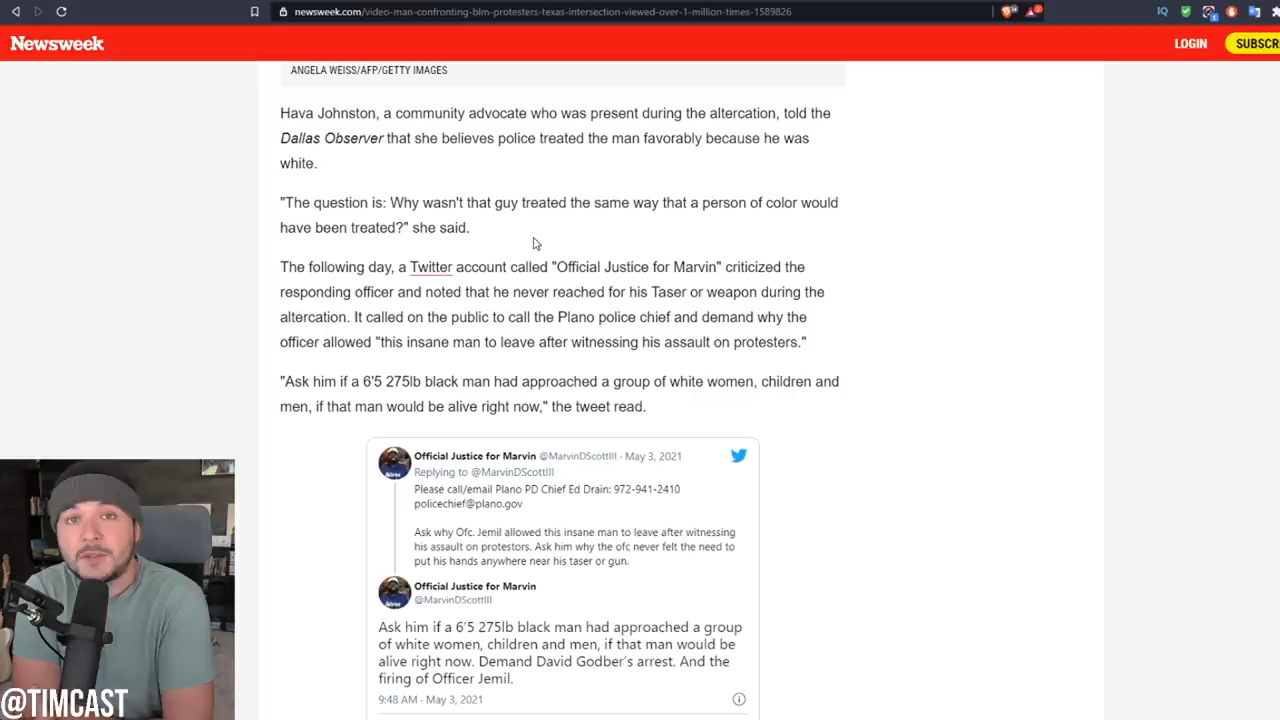 newsweek.com/video-man-confronting-blm-protesters-texas-intersection-viewed-over-1-million-times-1589826
Newsweek
LOGIN
SUBSCR
ANGELA WEISS/AFP/GETTY IMAGES
Hava Johnston, a community advocate who was present during the altercation, told the
Dallas Observer that she believes police treated the man favorably because he was
white.
"The question is: Why wasn't that guy treated the same way that a person of color would
have been treated?" she said.
The following day, a Twitter account called "Official Justice for Marvin" criticized the
responding officer and noted that he never reached for his Taser or weapon during the
altercation. It called on the public to call the Plano police chief and demand why the
officer allowed "this insane man to leave after witnessing his assault on protesters."
"Ask him if a 6'5 275lb black man had approached a group of white women, children and
men, if that man would be alive right now," the tweet read.
Official Justice for Marvin @MarvinDScottIII · May 3, 2021
Replying to @MarvinDScottIII
Please call/email Plano PD Chief Ed Drain: 972-941-2410
policechief@plano.gov
Ask why Ofc. Jemil allowed this insane man to leave after witnessing
his assault on protestors. Ask him why the ofc never felt the need to
put his hands anywhere near his taser or gun.
Official Justice for Marvin
@MarvinDScottIII
Ask him if a 6'5 275lb black man had approached a group
of white women, children and men, if that man would be
alive right now. Demand David Godber's arrest. And the
firing of Officer Jemil.
9:48 AM · May 3, 2021
@TIMCAST